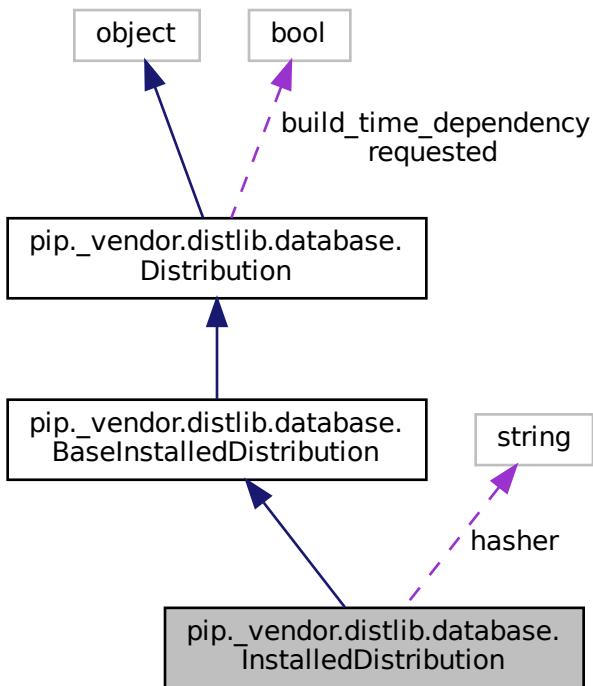 object
bool
build_time_dependency
requested
pip._vendor.distlib.database.
Distribution
pip._vendor.distlib.database.
BaseInstalledDistribution
string
hasher
pip._vendor.distlib.database.
InstalledDistribution